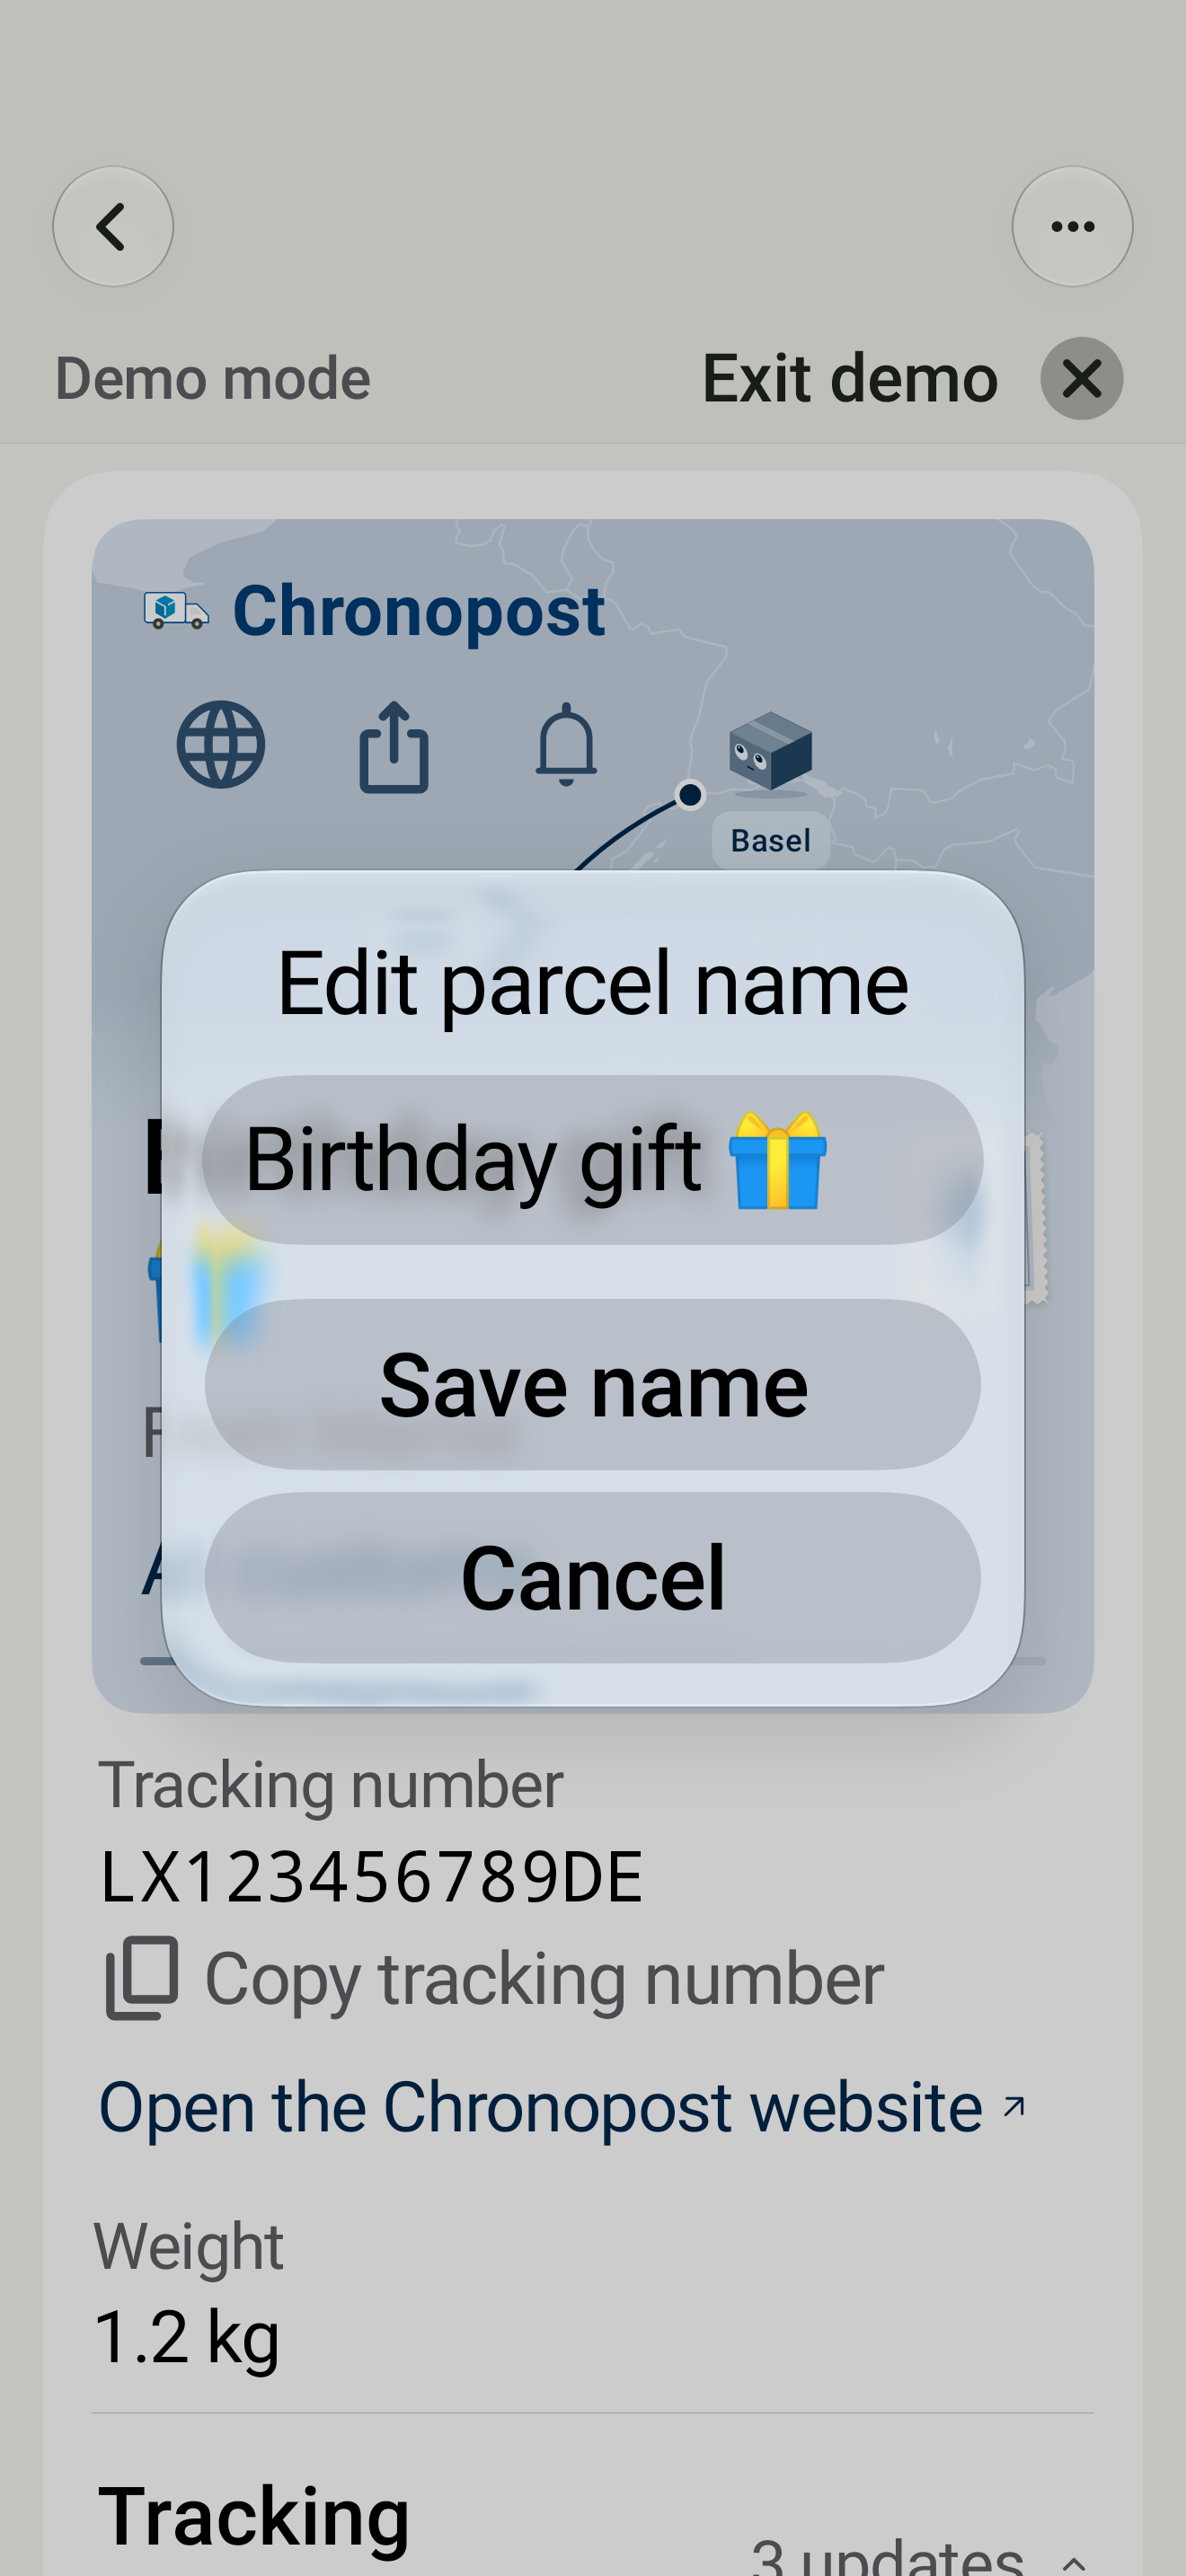 Demo mode
Exit demo
Chronopost
Basel
Edit parcel name
Birthday gift 🎁
Save name
Cancel
Tracking number
LX123456789DE
Copy tracking number
Open the Chronopost website ↗
Weight
1.2 kg
Tracking
3 updates